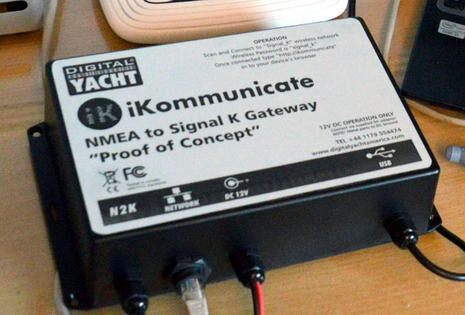 DIGITAL
YACHT
OPERATION
Scan and Connect to "Signal_K" wireless network
Wireless Password is "signal_k"
Once connected type "http://ikommunicate"
in to your device's browser
iK iKommunicate
NMEA to Signal K Gateway
"Proof of Concept"
12V DC OPERATION ONLY
TEL +44 1179 554474
www.digitalyachtamerica.com
CE FC
N2K
NETWORK
DC 12V
USB